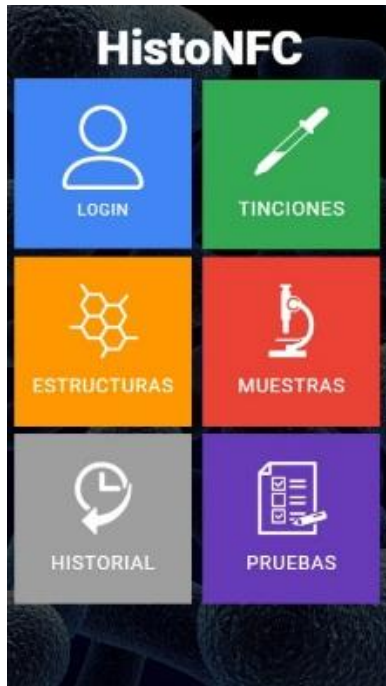 HistoNFC
LOGIN
TINCIONES
ESTRUCTURAS
MUESTRAS
HISTORIAL
PRUEBAS